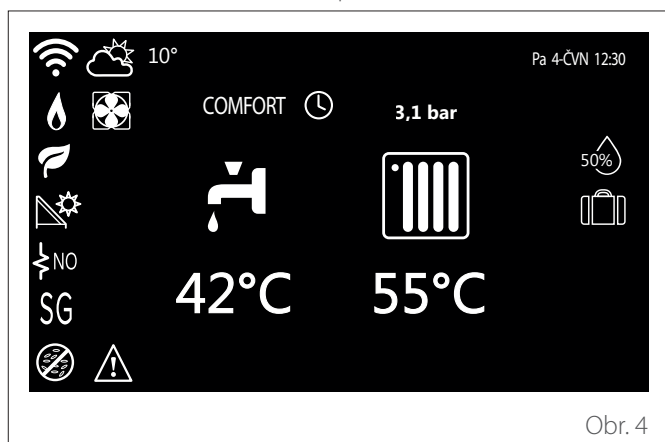 10°
Pa 4-ČVN 12:30
COMFORT
3,1 bar
50%
NO
42°C
55°C
SG
Obr. 4